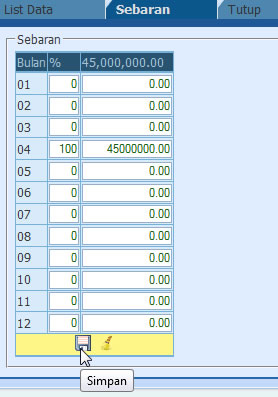 List Data Sebaran Tutup
Sebaran
Bulan % 45,000,000.00
01 0 0.00
02 0 0.00
03 0 0.00
04 100 45000000.00
05 0 0.00
06 0 0.00
07 0 0.00
08 0 0.00
09 0 0.00
10 0 0.00
11 0 0.00
12 0 0.00
Simpan